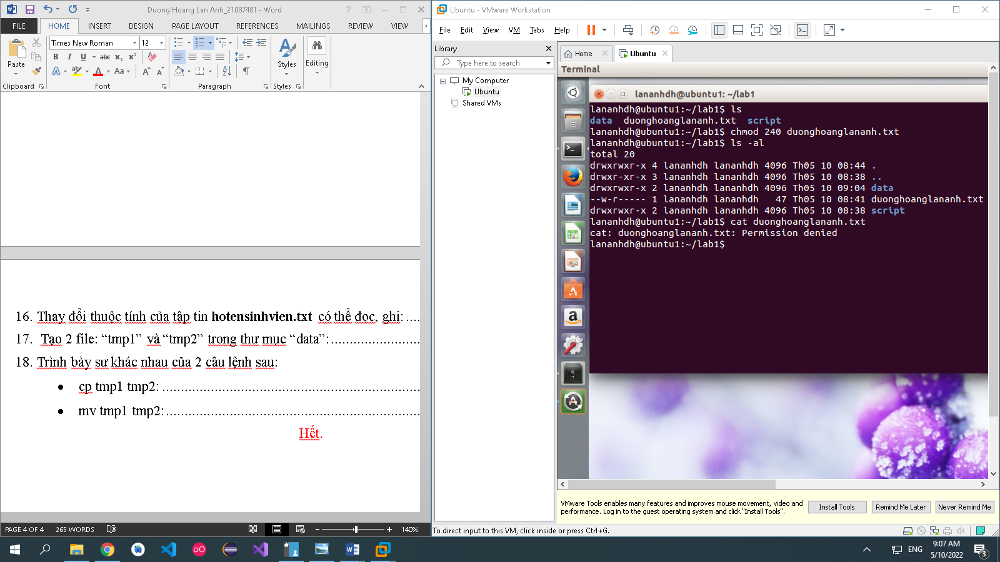 Duong Hoang Lan Anh_21087481 - Word
FILE HOME INSERT DESIGN PAGE LAYOUT REFERENCES MAILINGS REVIEW VIEW
Times New Roman 12
Paste
Styles
Editing
Clipboard Font Paragraph Styles
16. Thay đổi thuộc tính của tập tin hotensinhvien.txt có thể đọc, ghi: ....
17. Tạo 2 file: “tmp1” và “tmp2” trong thư mục “data”:........................
18. Trình bày sư khác nhau của 2 câu lệnh sau:
• cp tmp1 tmp2: ......................................................................
• mv tmp1 tmp2:.....................................................................
Hết.
PAGE 4 OF 4 265 WORDS 140%
Ubuntu - VMware Workstation
File Edit View VM Tabs Help
Library
Type here to search
My Computer
Ubuntu
Shared VMs
Home Ubuntu
Terminal
lananhdh@ubuntu1: ~/lab1
lananhdh@ubuntu1:~/lab1$ ls
data duonghoanglananh.txt script
lananhdh@ubuntu1:~/lab1$ chmod 240 duonghoanglananh.txt
lananhdh@ubuntu1:~/lab1$ ls -al
total 20
drwxrwxr-x 4 lananhdh lananhdh 4096 Th05 10 08:44 .
drwxr-xr-x 3 lananhdh lananhdh 4096 Th05 10 08:38 ..
drwxrwxr-x 2 lananhdh lananhdh 4096 Th05 10 09:04 data
--w-r----- 1 lananhdh lananhdh 47 Th05 10 08:41 duonghoanglananh.txt
drwxrwxr-x 2 lananhdh lananhdh 4096 Th05 10 08:38 script
lananhdh@ubuntu1:~/lab1$ cat duonghoanglananh.txt
cat: duonghoanglananh.txt: Permission denied
lananhdh@ubuntu1:~/lab1$
VMware Tools enables many features and improves mouse movement, video and
performance. Log in to the guest operating system and click "Install Tools".
Install Tools Remind Me Later Never Remind Me
To direct input to this VM, click inside or press Ctrl+G.
ENG
9:07 AM
5/10/2022
3